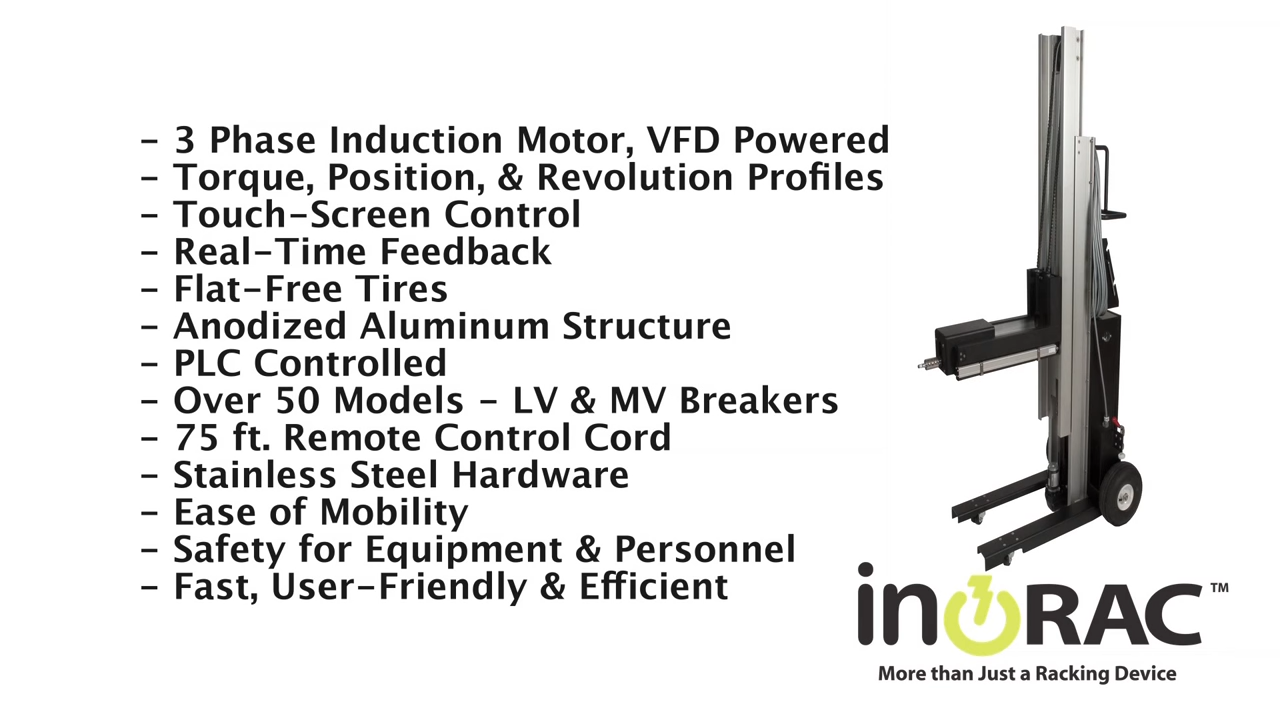 - 3 Phase Induction Motor, VFD Powered
- Torque, Position, & Revolution Profiles
- Touch-Screen Control
- Real-Time Feedback
- Flat-Free Tires
- Anodized Aluminum Structure
- PLC Controlled
- Over 50 Models - LV & MV Breakers
- 75 ft. Remote Control Cord
- Stainless Steel Hardware
- Ease of Mobility
- Safety for Equipment & Personnel
- Fast, User-Friendly & Efficient
inoRAC™
More than Just a Racking Device